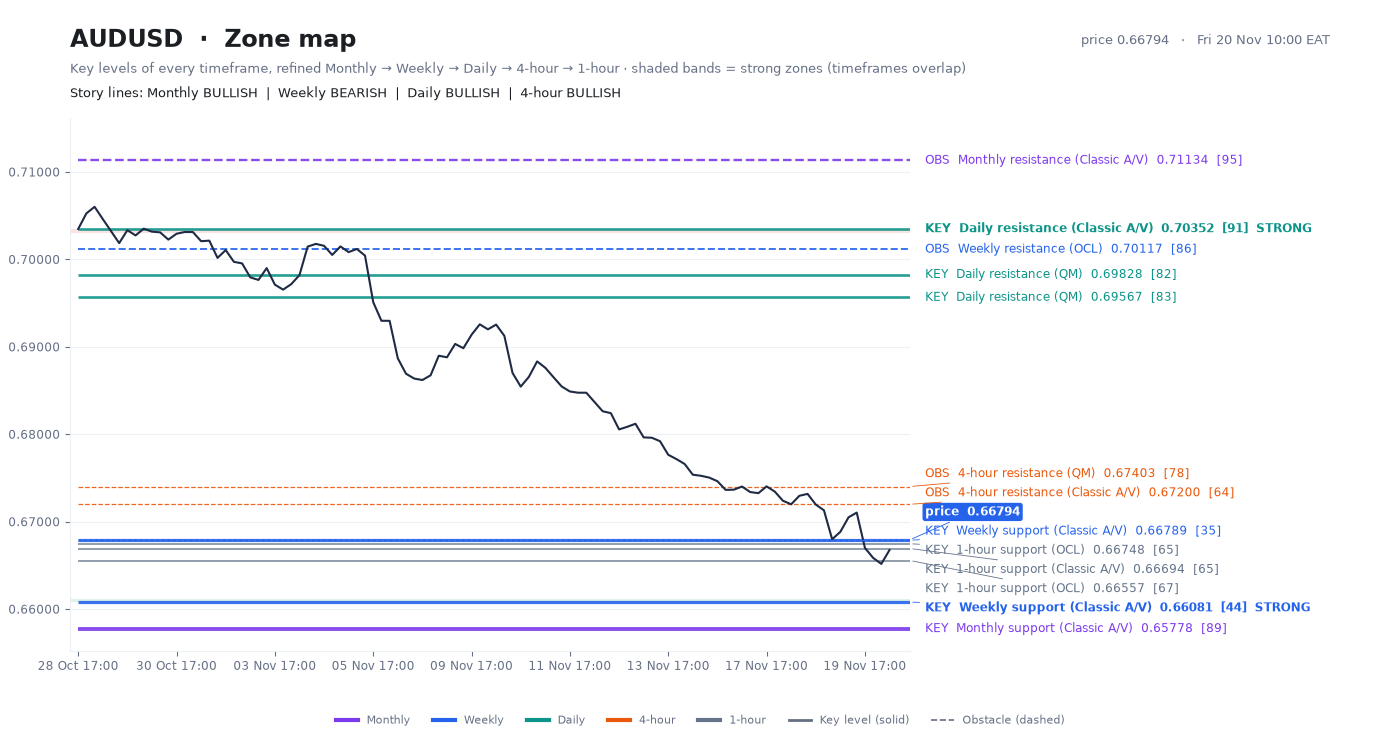 AUDUSD · Zone map
price 0.66794 · Fri 20 Nov 10:00 EAT
Key levels of every timeframe, refined Monthly → Weekly → Daily → 4-hour → 1-hour · shaded bands = strong zones (timeframes overlap)
Story lines: Monthly BULLISH | Weekly BEARISH | Daily BULLISH | 4-hour BULLISH
0.71000
0.70000
0.69000
0.68000
0.67000
0.66000
OBS Monthly resistance (Classic A/V) 0.71134 [95]
KEY Daily resistance (Classic A/V) 0.70352 [91] STRONG
OBS Weekly resistance (OCL) 0.70117 [86]
KEY Daily resistance (QM) 0.69828 [82]
KEY Daily resistance (QM) 0.69567 [83]
OBS 4-hour resistance (QM) 0.67403 [78]
OBS 4-hour resistance (Classic A/V) 0.67200 [64]
price 0.66794
KEY Weekly support (Classic A/V) 0.66789 [35]
KEY 1-hour support (OCL) 0.66748 [65]
KEY 1-hour support (Classic A/V) 0.66694 [65]
KEY 1-hour support (OCL) 0.66557 [67]
KEY Weekly support (Classic A/V) 0.66081 [44] STRONG
KEY Monthly support (Classic A/V) 0.65778 [89]
28 Oct 17:00 30 Oct 17:00 03 Nov 17:00 05 Nov 17:00 09 Nov 17:00 11 Nov 17:00 13 Nov 17:00 17 Nov 17:00 19 Nov 17:00
Monthly Weekly Daily 4-hour 1-hour Key level (solid) Obstacle (dashed)